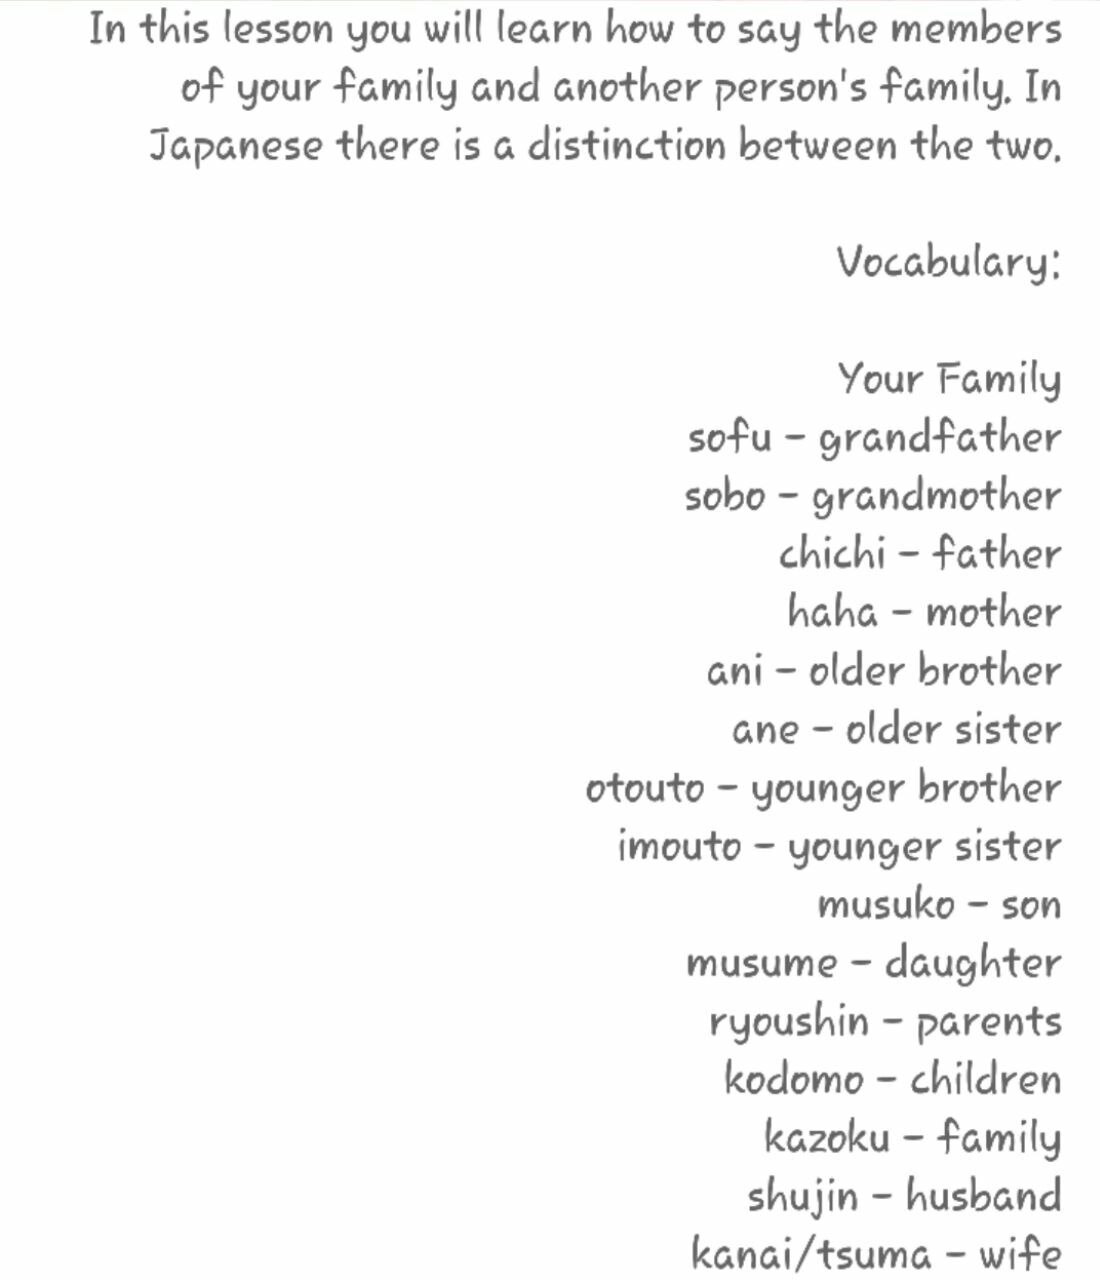 In this lesson you will learn how to say the members
of your family and another person's family. In
Japanese there is a distinction between the two.
Vocabulary:
Your Family
sofu - grandfather
sobo - grandmother
chichi - father
haha - mother
ani - older brother
ane - older sister
otouto - younger brother
imouto - younger sister
musuko - son
musume - daughter
ryoushin - parents
kodomo - children
kazoku - family
shujin - husband
kanai/tsuma - wife